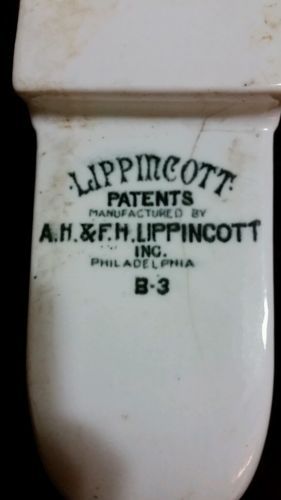 ·LIPPINCOTT·
PATENTS
MANUFACTURED BY
A.H.&F.H.LIPPINCOTT
INC.
PHILADELPHIA
B-3